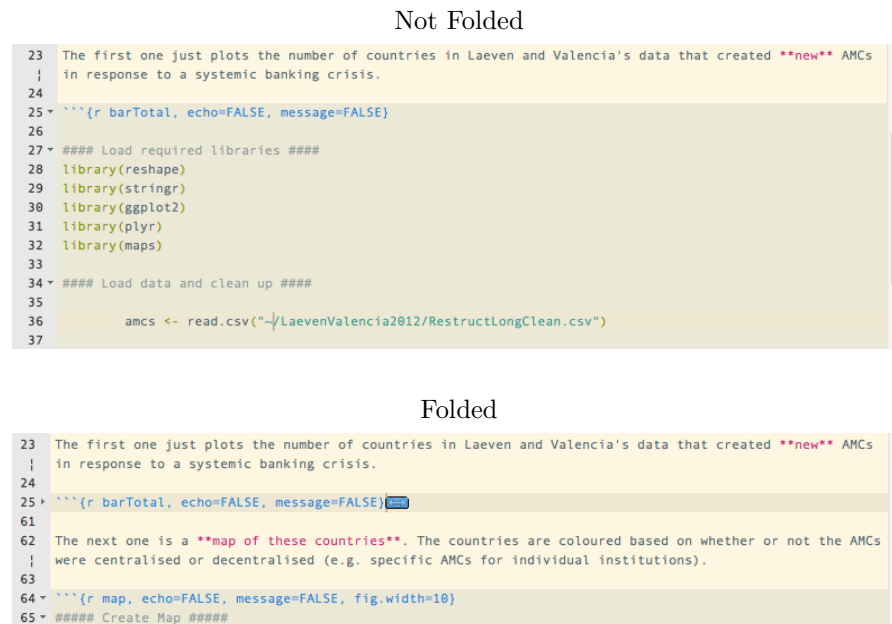 Not Folded
23 The first one just plots the number of countries in Laeven and Valencia's data that created **new** AMCs
¦ in response to a systemic banking crisis.
24
25 ```{r barTotal, echo=FALSE, message=FALSE}
26
27 #### Load required libraries ####
28 library(reshape)
29 library(stringr)
30 library(ggplot2)
31 library(plyr)
32 library(maps)
33
34 #### Load data and clean up ####
35
36 amcs <- read.csv("~/LaevenValencia2012/RestructLongClean.csv")
37
Folded
23 The first one just plots the number of countries in Laeven and Valencia's data that created **new** AMCs
¦ in response to a systemic banking crisis.
24
25 ```{r barTotal, echo=FALSE, message=FALSE}
61
62 The next one is a **map of these countries**. The countries are coloured based on whether or not the AMCs
¦ were centralised or decentralised (e.g. specific AMCs for individual institutions).
63
64 ```{r map, echo=FALSE, message=FALSE, fig.width=10}
65 ##### Create Map #####